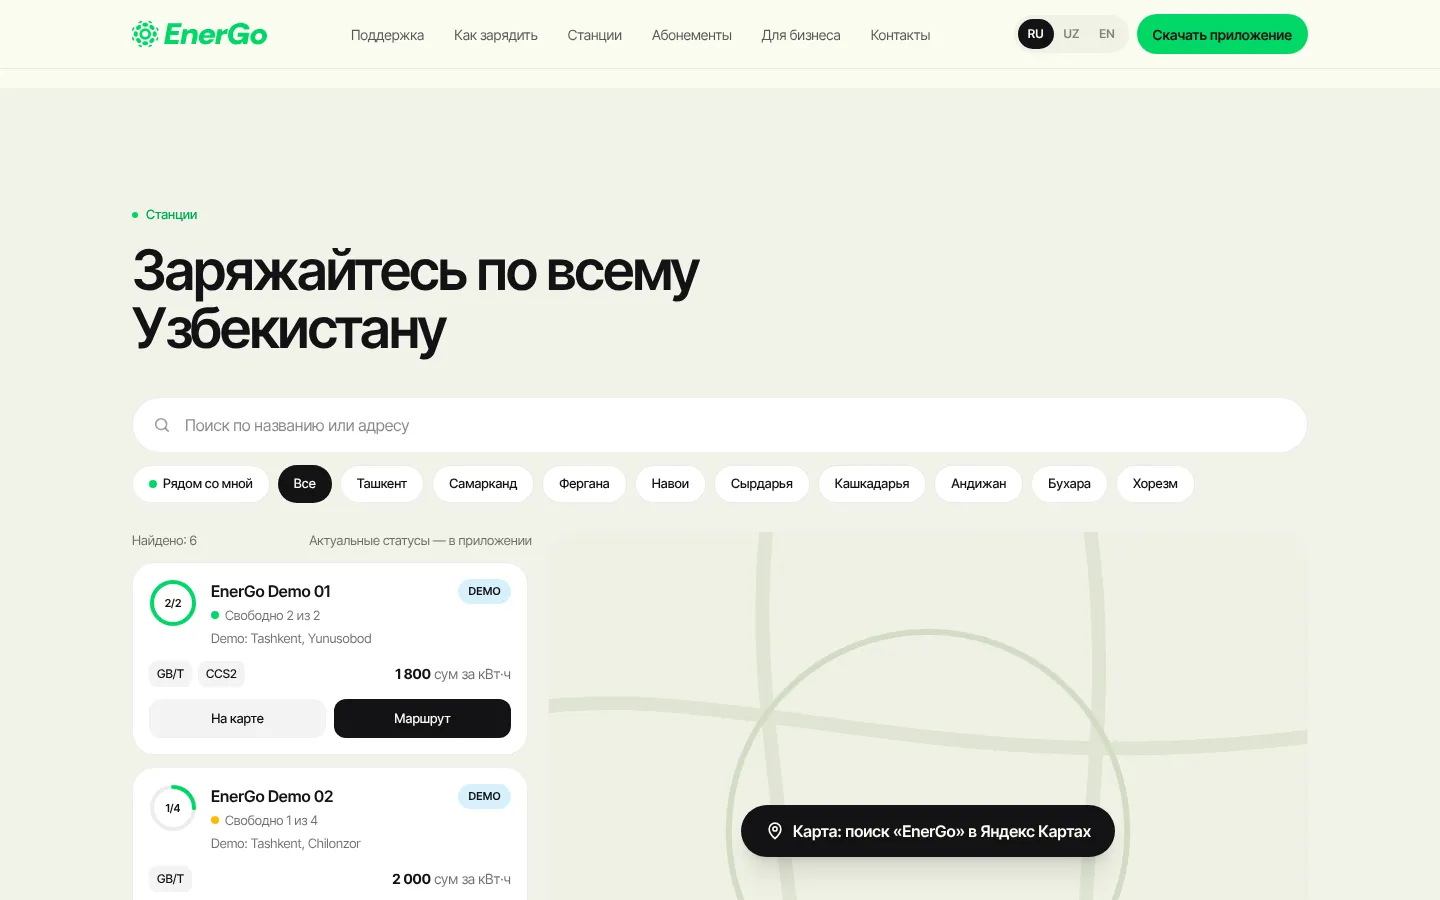 EnerGo
Поддержка
Как зарядить
Станции
Абонементы
Для бизнеса
Контакты
RU
UZ
EN
Скачать приложение
Станции
Заряжайтесь по всему
Узбекистану
Поиск по названию или адресу
Рядом со мной
Все
Ташкент
Самарканд
Фергана
Навои
Сырдарья
Кашкадарья
Андижан
Бухара
Хорезм
Найдено: 6
Актуальные статусы — в приложении
2/2
EnerGo Demo 01
DEMO
Свободно 2 из 2
Demo: Tashkent, Yunusobod
GB/T
CCS2
1 800 сум за кВт·ч
На карте
Маршрут
1/4
EnerGo Demo 02
DEMO
Свободно 1 из 4
Demo: Tashkent, Chilonzor
GB/T
2 000 сум за кВт·ч
Карта: поиск «EnerGo» в Яндекс Картах